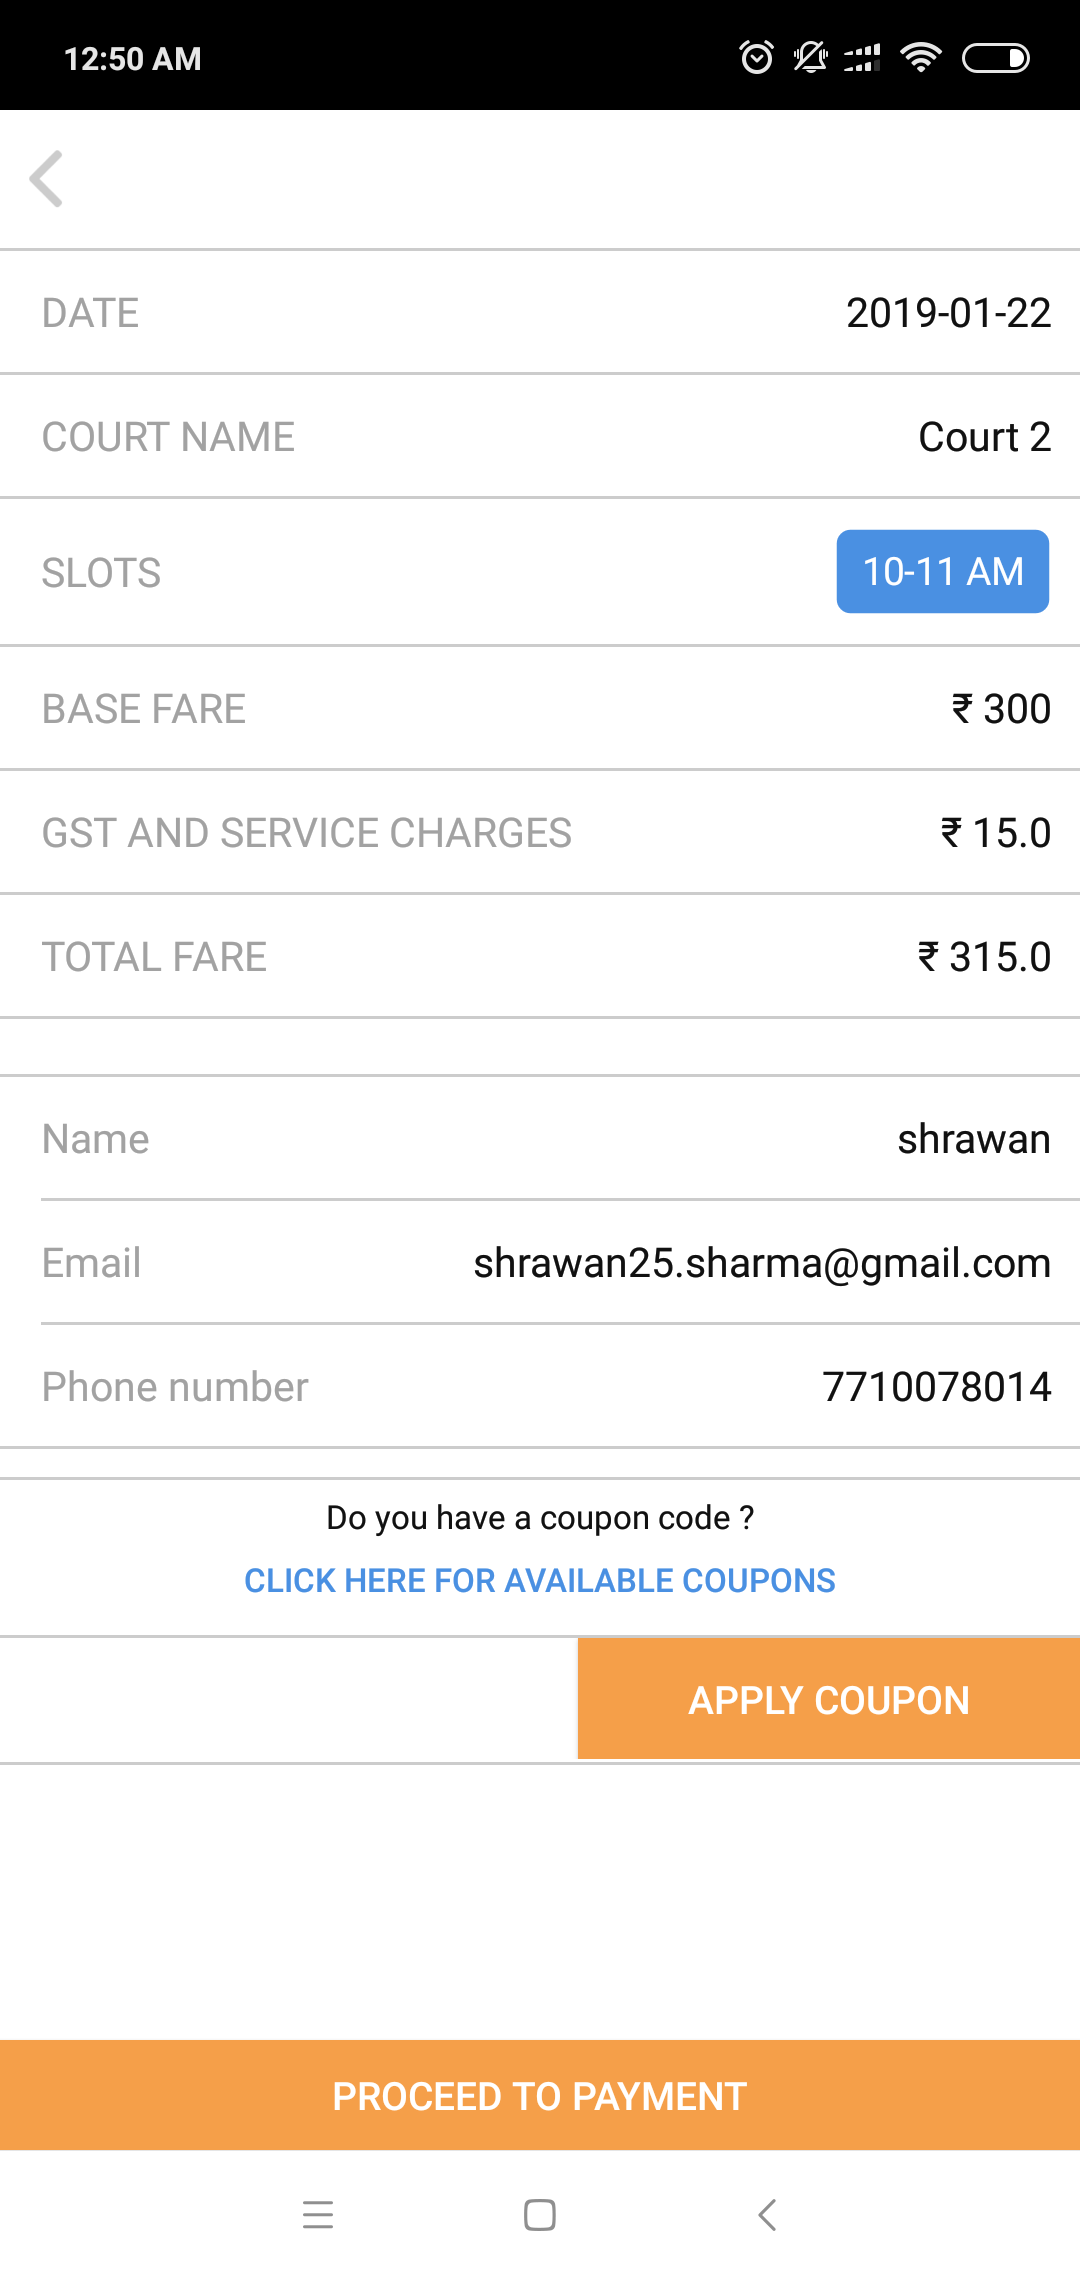 12:50 AM
DATE 2019-01-22
COURT NAME Court 2
SLOTS 10-11 AM
BASE FARE ₹ 300
GST AND SERVICE CHARGES ₹ 15.0
TOTAL FARE ₹ 315.0
Name shrawan
Email shrawan25.sharma@gmail.com
Phone number 7710078014
Do you have a coupon code ?
CLICK HERE FOR AVAILABLE COUPONS
APPLY COUPON
PROCEED TO PAYMENT